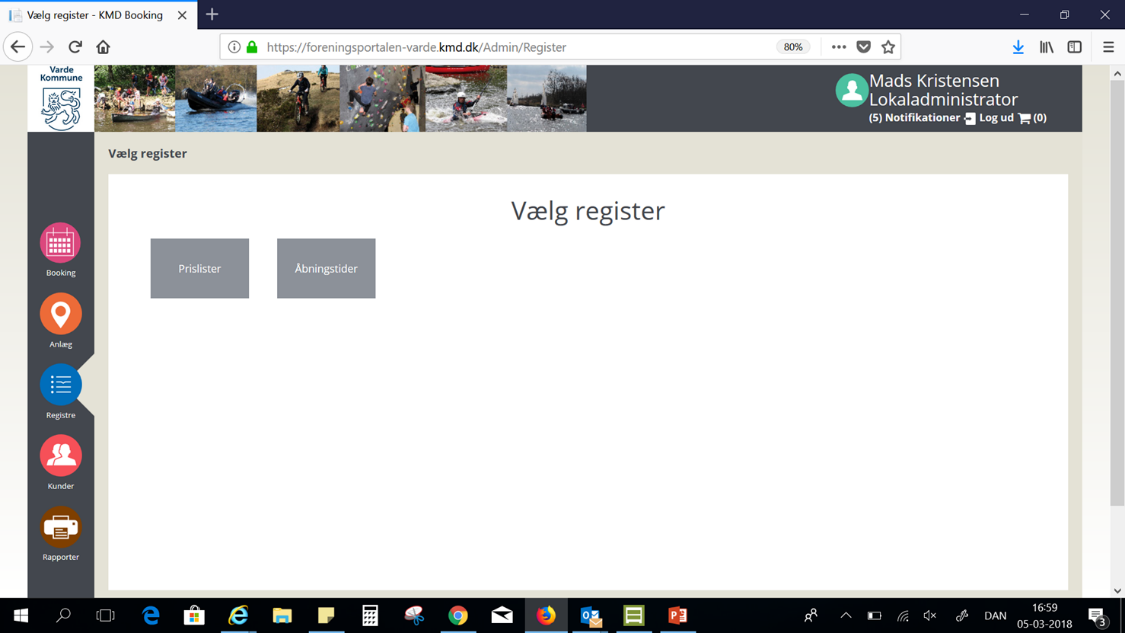 Vælg register - KMD Booking
https://foreningsportalen-varde.kmd.dk/Admin/Register
80%
Varde
Kommune
Mads Kristensen
Lokaladministrator
(5) Notifikationer Log ud (0)
Vælg register
Vælg register
Prislister
Åbningstider
Booking
Anlæg
Registre
Kunder
Rapporter
DAN
16:59
05-03-2018
3